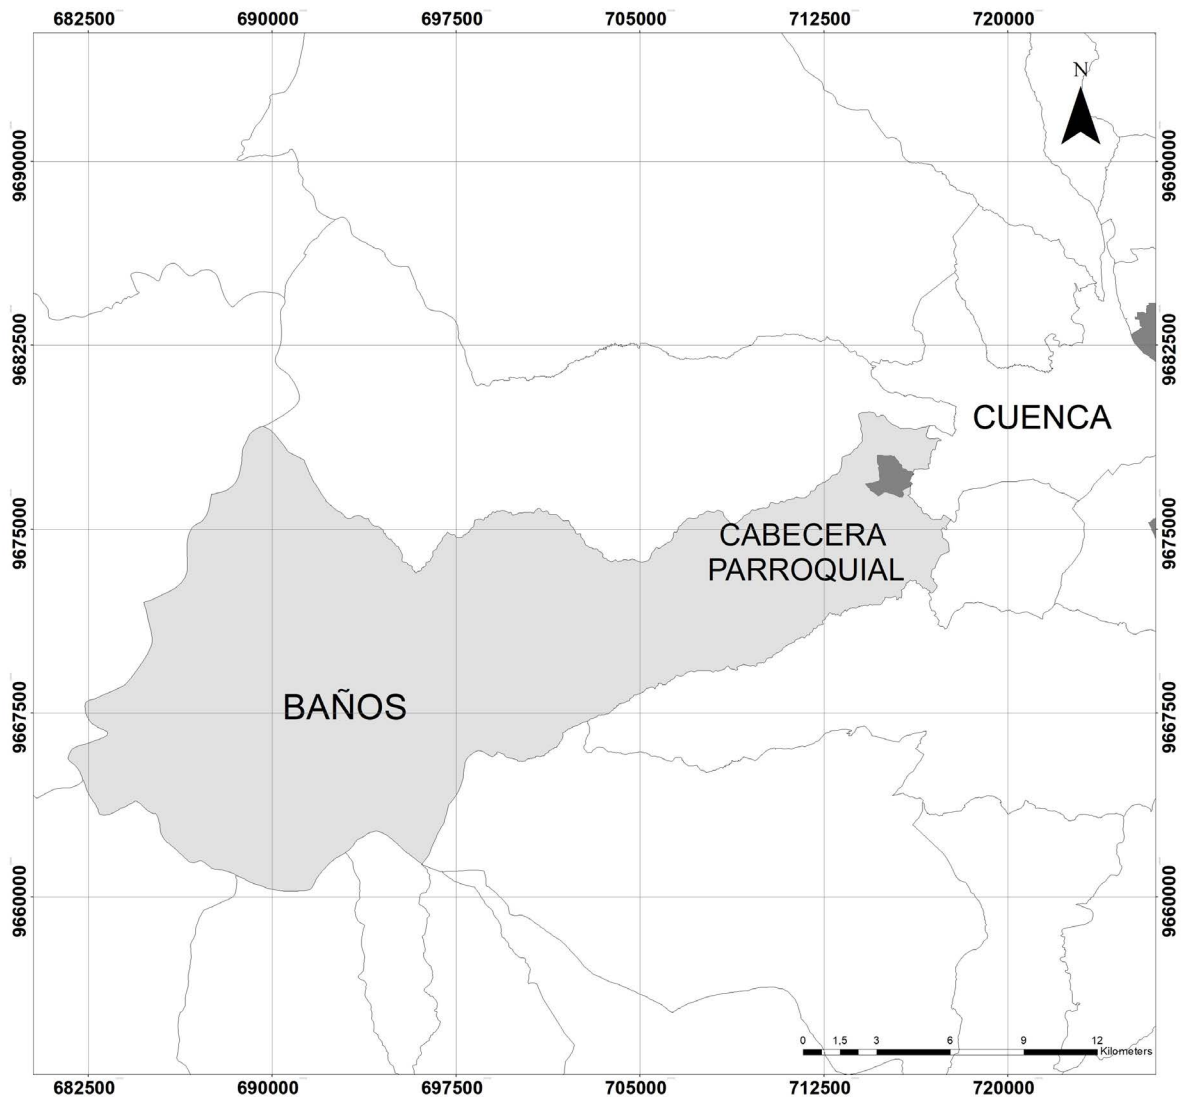 682500 690000 697500 705000 712500 720000
N
9690000 9690000
9682500 9682500
CUENCA
9675000 9675000
CABECERA
PARROQUIAL
BAÑOS
9667500 9667500
9660000 9660000
0 1,5 3 6 9 12
Kilometers
682500 690000 697500 705000 712500 720000